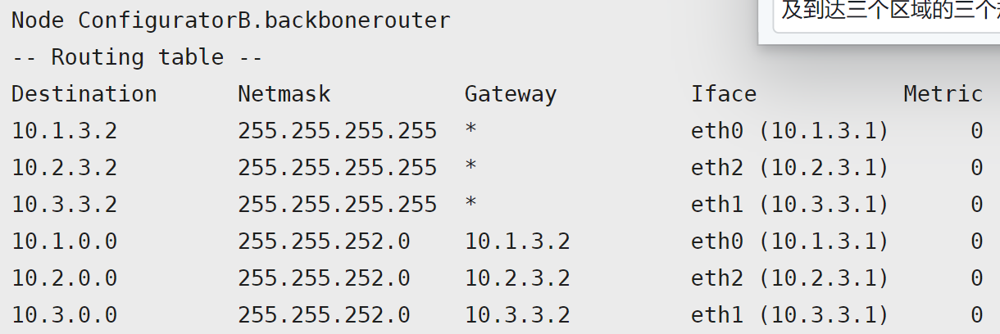 及到达三个区域的三个
Node ConfiguratorB.backbonerouter
-- Routing table --
Destination Netmask Gateway Iface Metric
10.1.3.2 255.255.255.255 * eth0 (10.1.3.1) 0
10.2.3.2 255.255.255.255 * eth2 (10.2.3.1) 0
10.3.3.2 255.255.255.255 * eth1 (10.3.3.1) 0
10.1.0.0 255.255.252.0 10.1.3.2 eth0 (10.1.3.1) 0
10.2.0.0 255.255.252.0 10.2.3.2 eth2 (10.2.3.1) 0
10.3.0.0 255.255.252.0 10.3.3.2 eth1 (10.3.3.1) 0